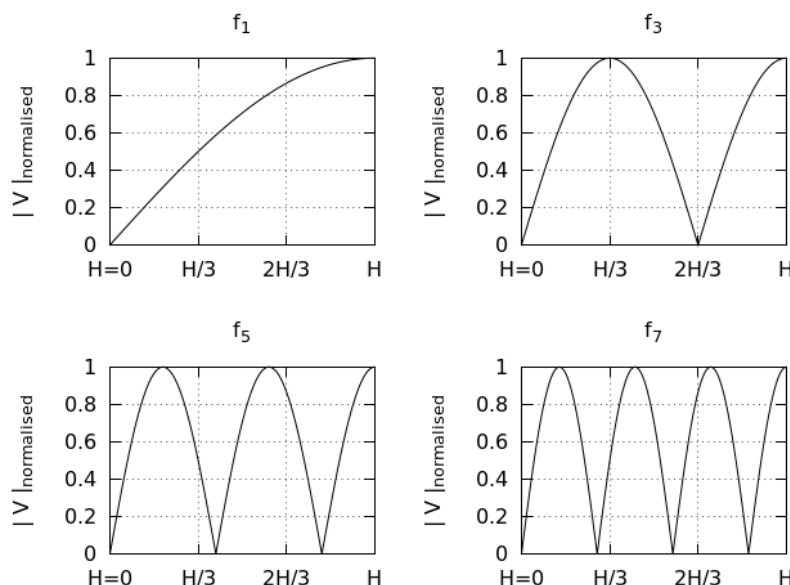 f1 f3
1 1
0.8 0.8
0.6 0.6
0.4 0.4
0.2 0.2
0 0
| V |normalised | V |normalised
H=0 H/3 2H/3 H H=0 H/3 2H/3 H
f5 f7
1 1
0.8 0.8
0.6 0.6
0.4 0.4
0.2 0.2
0 0
| V |normalised | V |normalised
H=0 H/3 2H/3 H H=0 H/3 2H/3 H